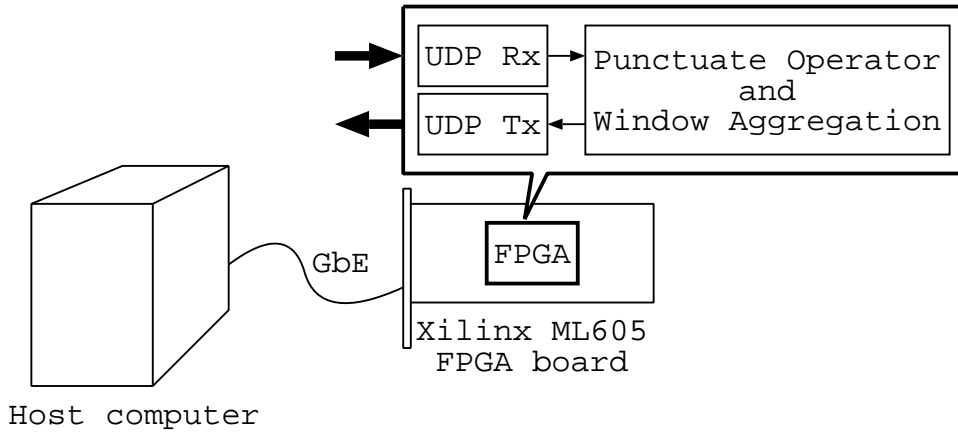 UDP Rx
UDP Tx
Punctuate Operator
and
Window Aggregation
FPGA
GbE
Xilinx ML605
FPGA board
Host computer